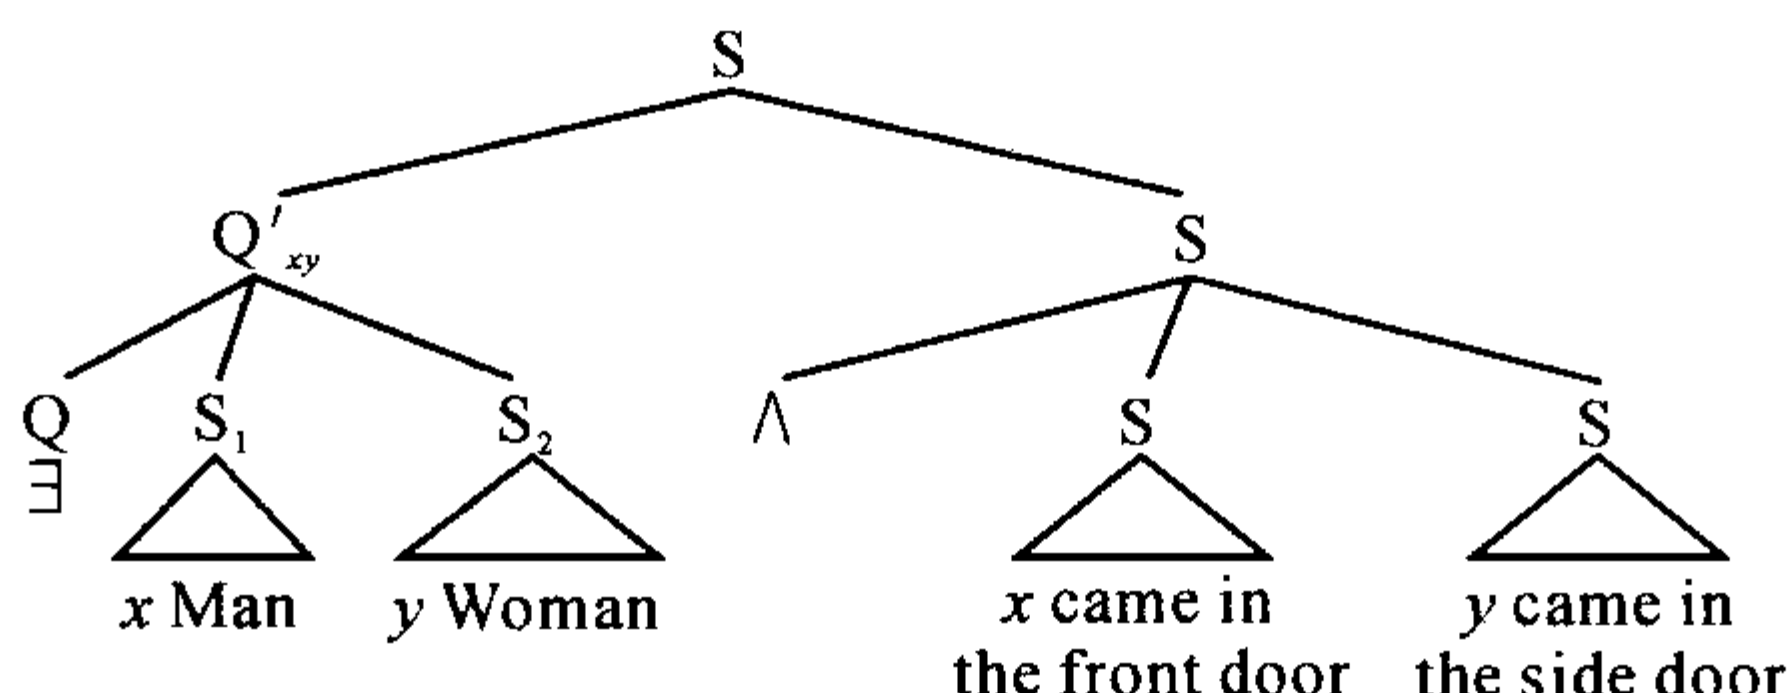 S
Q′xy S
Q S₁ S₂ ∧ S S
∃
x Man y Woman x came in y came in
the front door the side door